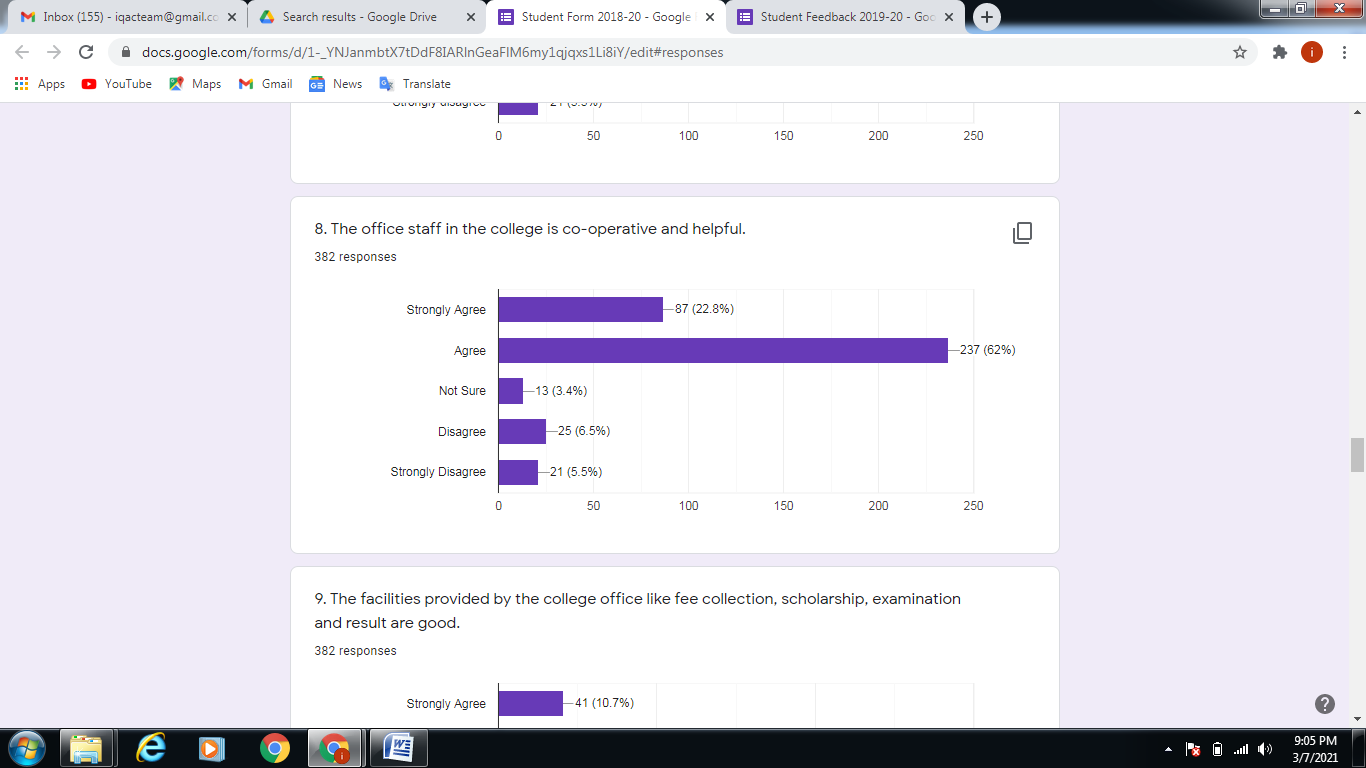 Inbox (155) - iqacteam@gmail.co
Search results - Google Drive
Student Form 2018-20 - Google
Student Feedback 2019-20 - Goo
docs.google.com/forms/d/1-_YNJanmbtX7tDdF8IARlnGeaFIM6my1qjqxs1Li8iY/edit#responses
i
Apps
YouTube
Maps
Gmail
News
Translate
0 50 100 150 200 250
8. The office staff in the college is co-operative and helpful.
382 responses
Strongly Agree 87 (22.8%)
Agree 237 (62%)
Not Sure 13 (3.4%)
Disagree 25 (6.5%)
Strongly Disagree 21 (5.5%)
0 50 100 150 200 250
9. The facilities provided by the college office like fee collection, scholarship, examination
and result are good.
382 responses
Strongly Agree 41 (10.7%)
9:05 PM
3/7/2021